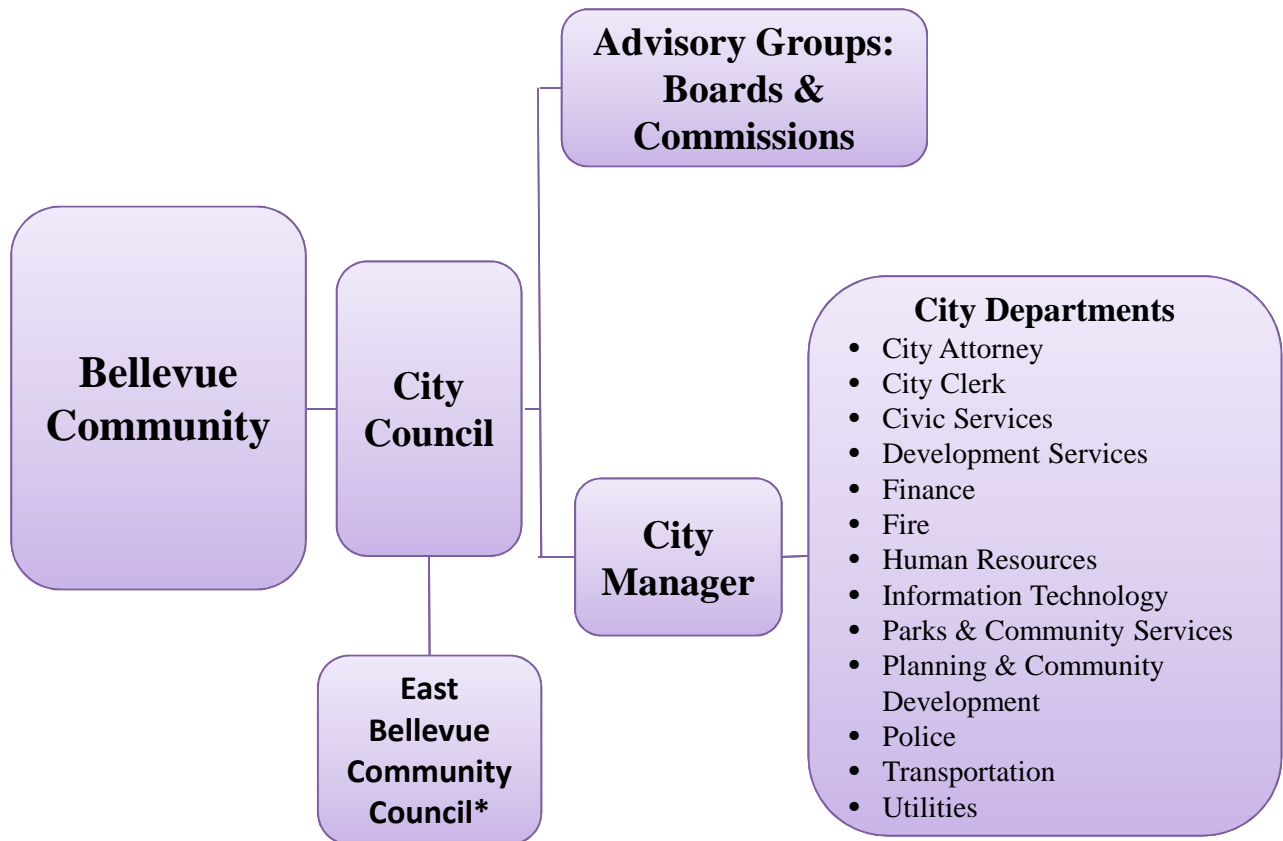 Advisory Groups:
Boards &
Commissions
Bellevue
Community
City
Council
East
Bellevue
Community
Council*
City
Manager
City Departments
• City Attorney
• City Clerk
• Civic Services
• Development Services
• Finance
• Fire
• Human Resources
• Information Technology
• Parks & Community Services
• Planning & Community
Development
• Police
• Transportation
• Utilities